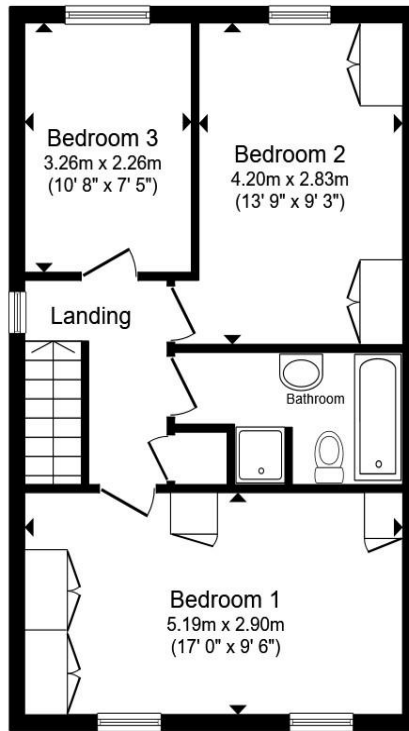 Bedroom 3
3.26m x 2.26m
(10' 8" x 7' 5")
Bedroom 2
4.20m x 2.83m
(13' 9" x 9' 3")
Landing
Bathroom
Bedroom 1
5.19m x 2.90m
(17' 0" x 9' 6")